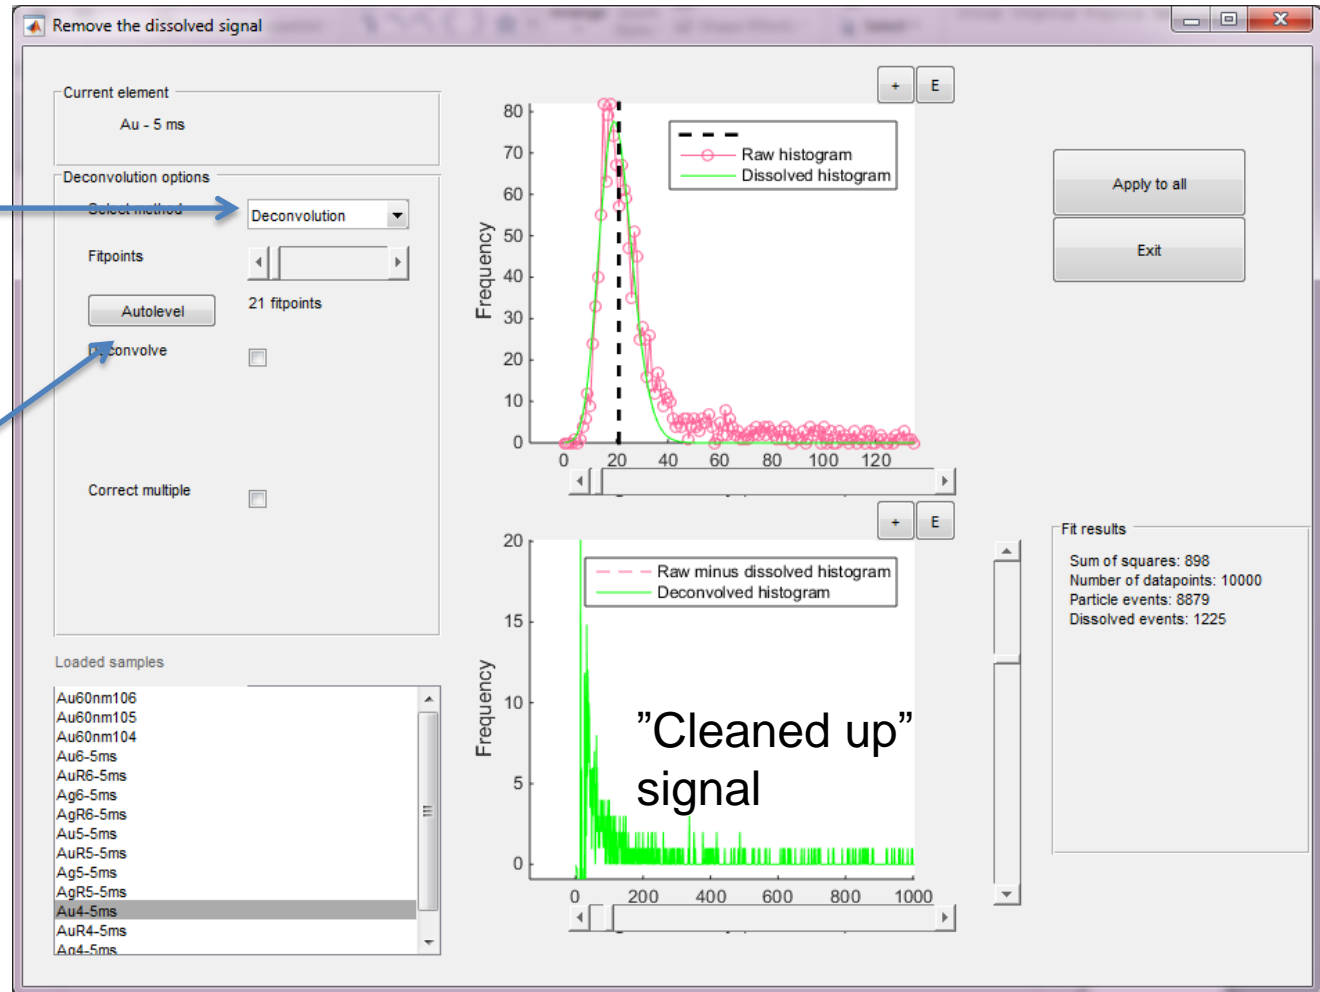 Remove the dissolved signal
Current element
Au - 5 ms
Deconvolution options
Select method
Deconvolution
Fitpoints
Autolevel
21 fitpoints
Deconvolve
Correct multiple
Loaded samples
Au60nm106
Au60nm105
Au60nm104
Au6-5ms
AuR6-5ms
Ag6-5ms
AgR6-5ms
Au5-5ms
AuR5-5ms
Ag5-5ms
AgR5-5ms
Au4-5ms
AuR4-5ms
Ag4-5ms
+ E
Frequency
80
70
60
50
40
30
20
10
0
Raw histogram
Dissolved histogram
0 20 40 60 80 100 120
+ E
Frequency
20
15
10
5
0
Raw minus dissolved histogram
Deconvolved histogram
”Cleaned up”
signal
0 200 400 600 800 1000
Apply to all
Exit
Fit results
Sum of squares: 898
Number of datapoints: 10000
Particle events: 8879
Dissolved events: 1225